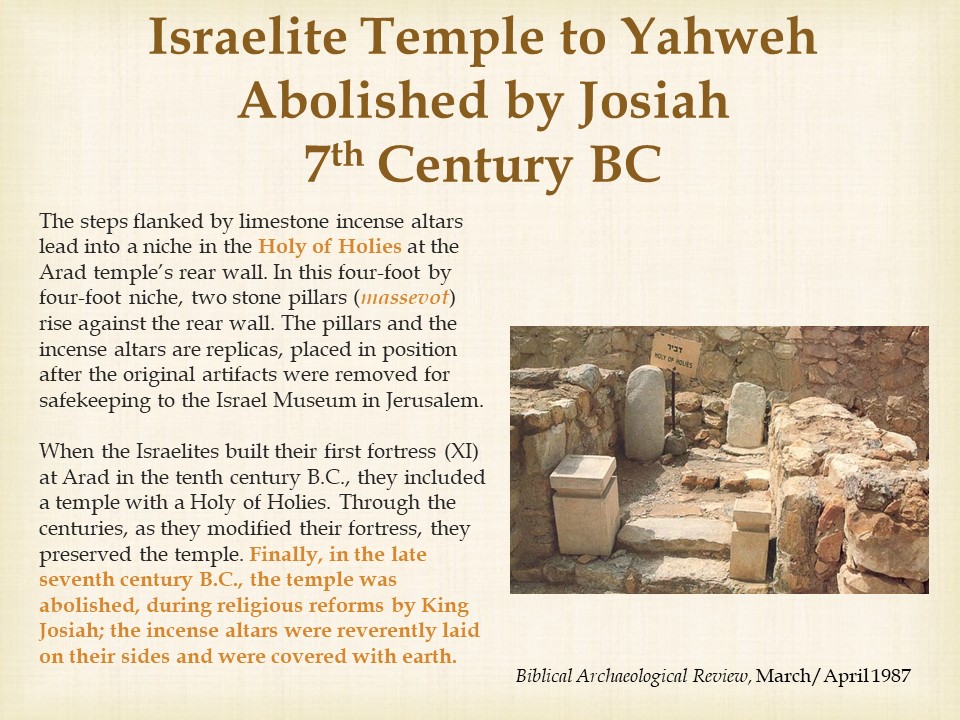 Israelite Temple to Yahweh
Abolished by Josiah
7th Century BC
The steps flanked by limestone incense altars
lead into a niche in the Holy of Holies at the
Arad temple’s rear wall. In this four-foot by
four-foot niche, two stone pillars (massevot)
rise against the rear wall. The pillars and the
incense altars are replicas, placed in position
after the original artifacts were removed for
safekeeping to the Israel Museum in Jerusalem.
When the Israelites built their first fortress (XI)
at Arad in the tenth century B.C., they included
a temple with a Holy of Holies. Through the
centuries, as they modified their fortress, they
preserved the temple. Finally, in the late
seventh century B.C., the temple was
abolished, during religious reforms by King
Josiah; the incense altars were reverently laid
on their sides and were covered with earth.
דביר
HOLY OF HOLIES
Biblical Archaeological Review, March/April 1987